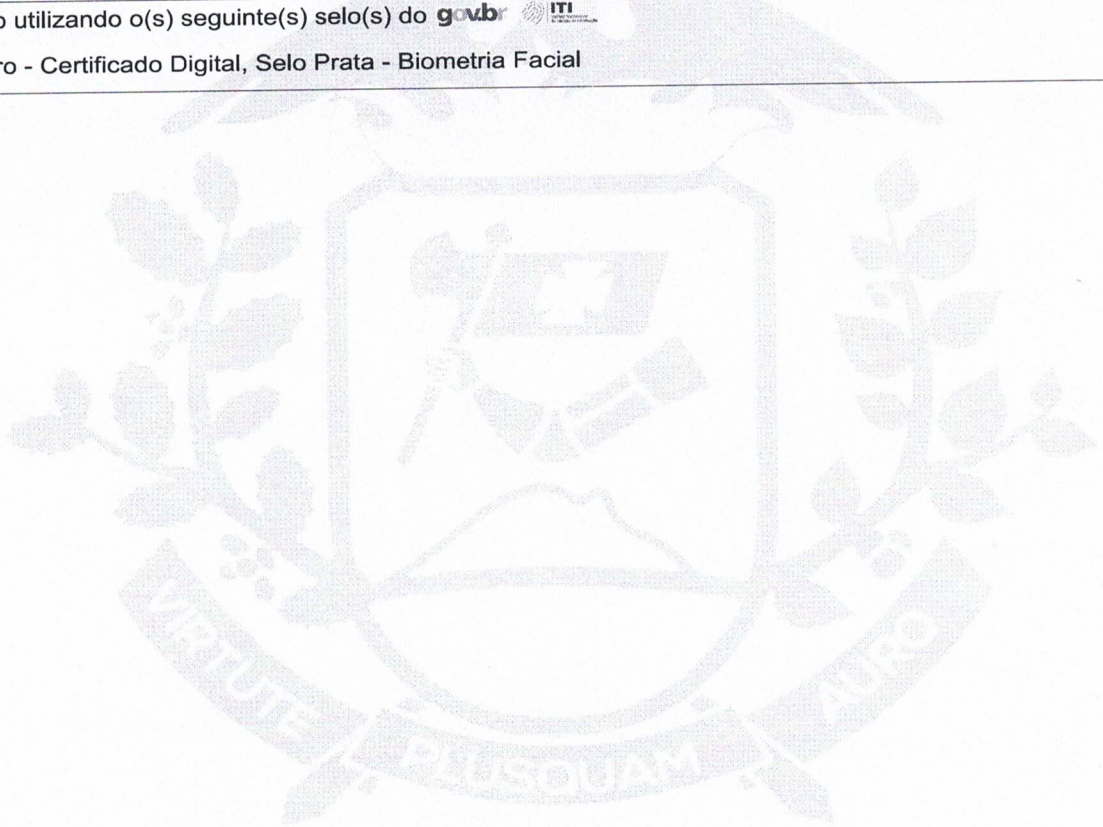 o utilizando o(s) seguinte(s) selo(s) do gov.br ITI
ro - Certificado Digital, Selo Prata - Biometria Facial
VIRTUTE PLUSQUAM AURO